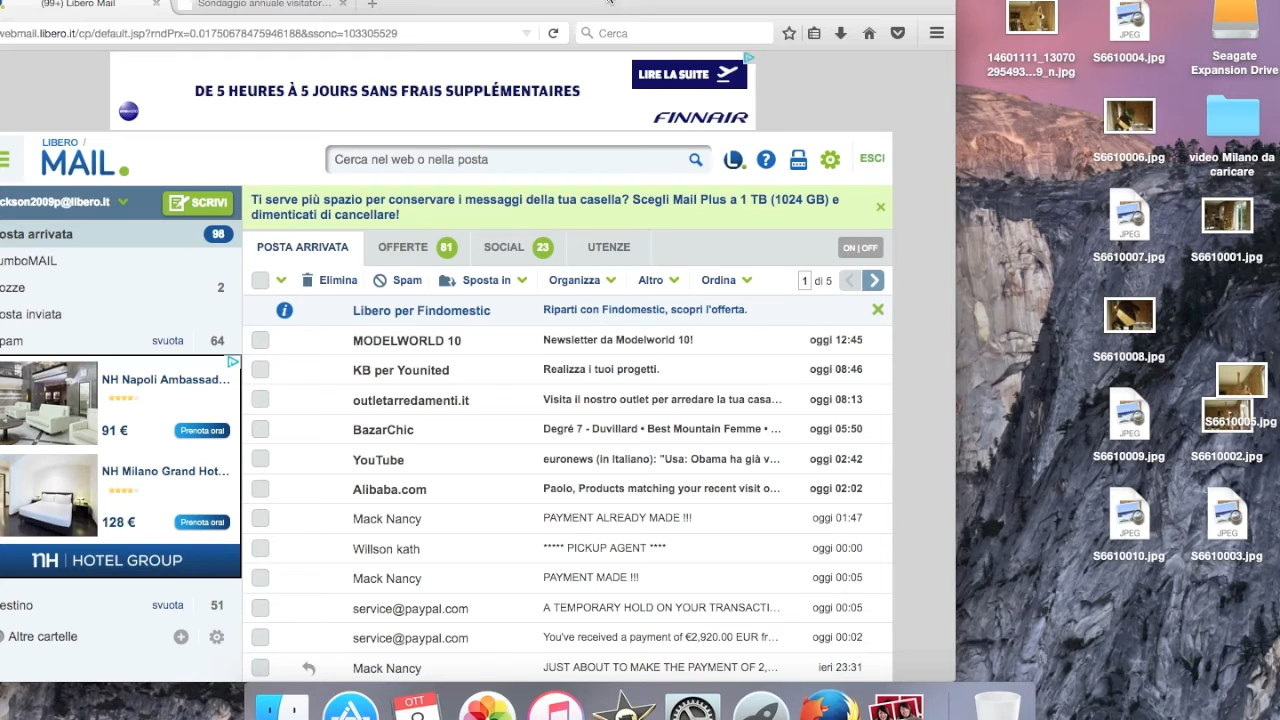 (99+) Libero Mail
Sondaggio annuale visitator...
webmail.libero.it/cp/default.jsp?rndPrx=0.01750678475946188&ssonc=103305529
Cerca
DE 5 HEURES À 5 JOURS SANS FRAIS SUPPLÉMENTAIRES
LIRE LA SUITE
FINNAIR
LIBERO /
MAIL.
Cerca nel web o nella posta
ESCI
ckson2009p@libero.it
SCRIVI
Ti serve più spazio per conservare i messaggi della tua casella? Scegli Mail Plus a 1 TB (1024 GB) e
dimenticati di cancellare!
osta arrivata 98
umboMAIL
ozze 2
osta inviata
pam svuota 64
POSTA ARRIVATA OFFERTE 81 SOCIAL 23 UTENZE ON | OFF
Elimina Spam Sposta in Organizza Altro Ordina 1 di 5
Libero per Findomestic Riparti con Findomestic, scopri l'offerta.
MODELWORLD 10 Newsletter da Modelworld 10! oggi 12:45
KB per Younited Realizza i tuoi progetti. oggi 08:46
outletarredamenti.it Visita il nostro outlet per arredare la tua casa... oggi 08:13
BazarChic Degré 7 - Duvillard • Best Mountain Femme • ... oggi 05:50
YouTube euronews (in Italiano): "Usa: Obama ha già v... oggi 02:42
Alibaba.com Paolo, Products matching your recent visit o... oggi 02:02
Mack Nancy PAYMENT ALREADY MADE !!! oggi 01:47
Willson kath ***** PICKUP AGENT **** oggi 00:00
Mack Nancy PAYMENT MADE !!! oggi 00:05
service@paypal.com A TEMPORARY HOLD ON YOUR TRANSACTI... oggi 00:05
service@paypal.com You've received a payment of €2,920.00 EUR fr... oggi 00:02
Mack Nancy JUST ABOUT TO MAKE THE PAYMENT OF 2,... ieri 23:31
NH Napoli Ambassad...
91 €
Prenota ora!
NH Milano Grand Hot...
128 €
Prenota ora!
NH | HOTEL GROUP
estino svuota 51
Altre cartelle
14601111_13070
295493...9_n.jpg
JPEG
S6610004.jpg
Seagate
Expansion Drive
S6610006.jpg
video Milano da
caricare
JPEG
S6610007.jpg
S6610001.jpg
S6610008.jpg
S6610005.jpg
JPEG
S6610009.jpg
S6610002.jpg
JPEG
S6610010.jpg
JPEG
S6610003.jpg
OTT